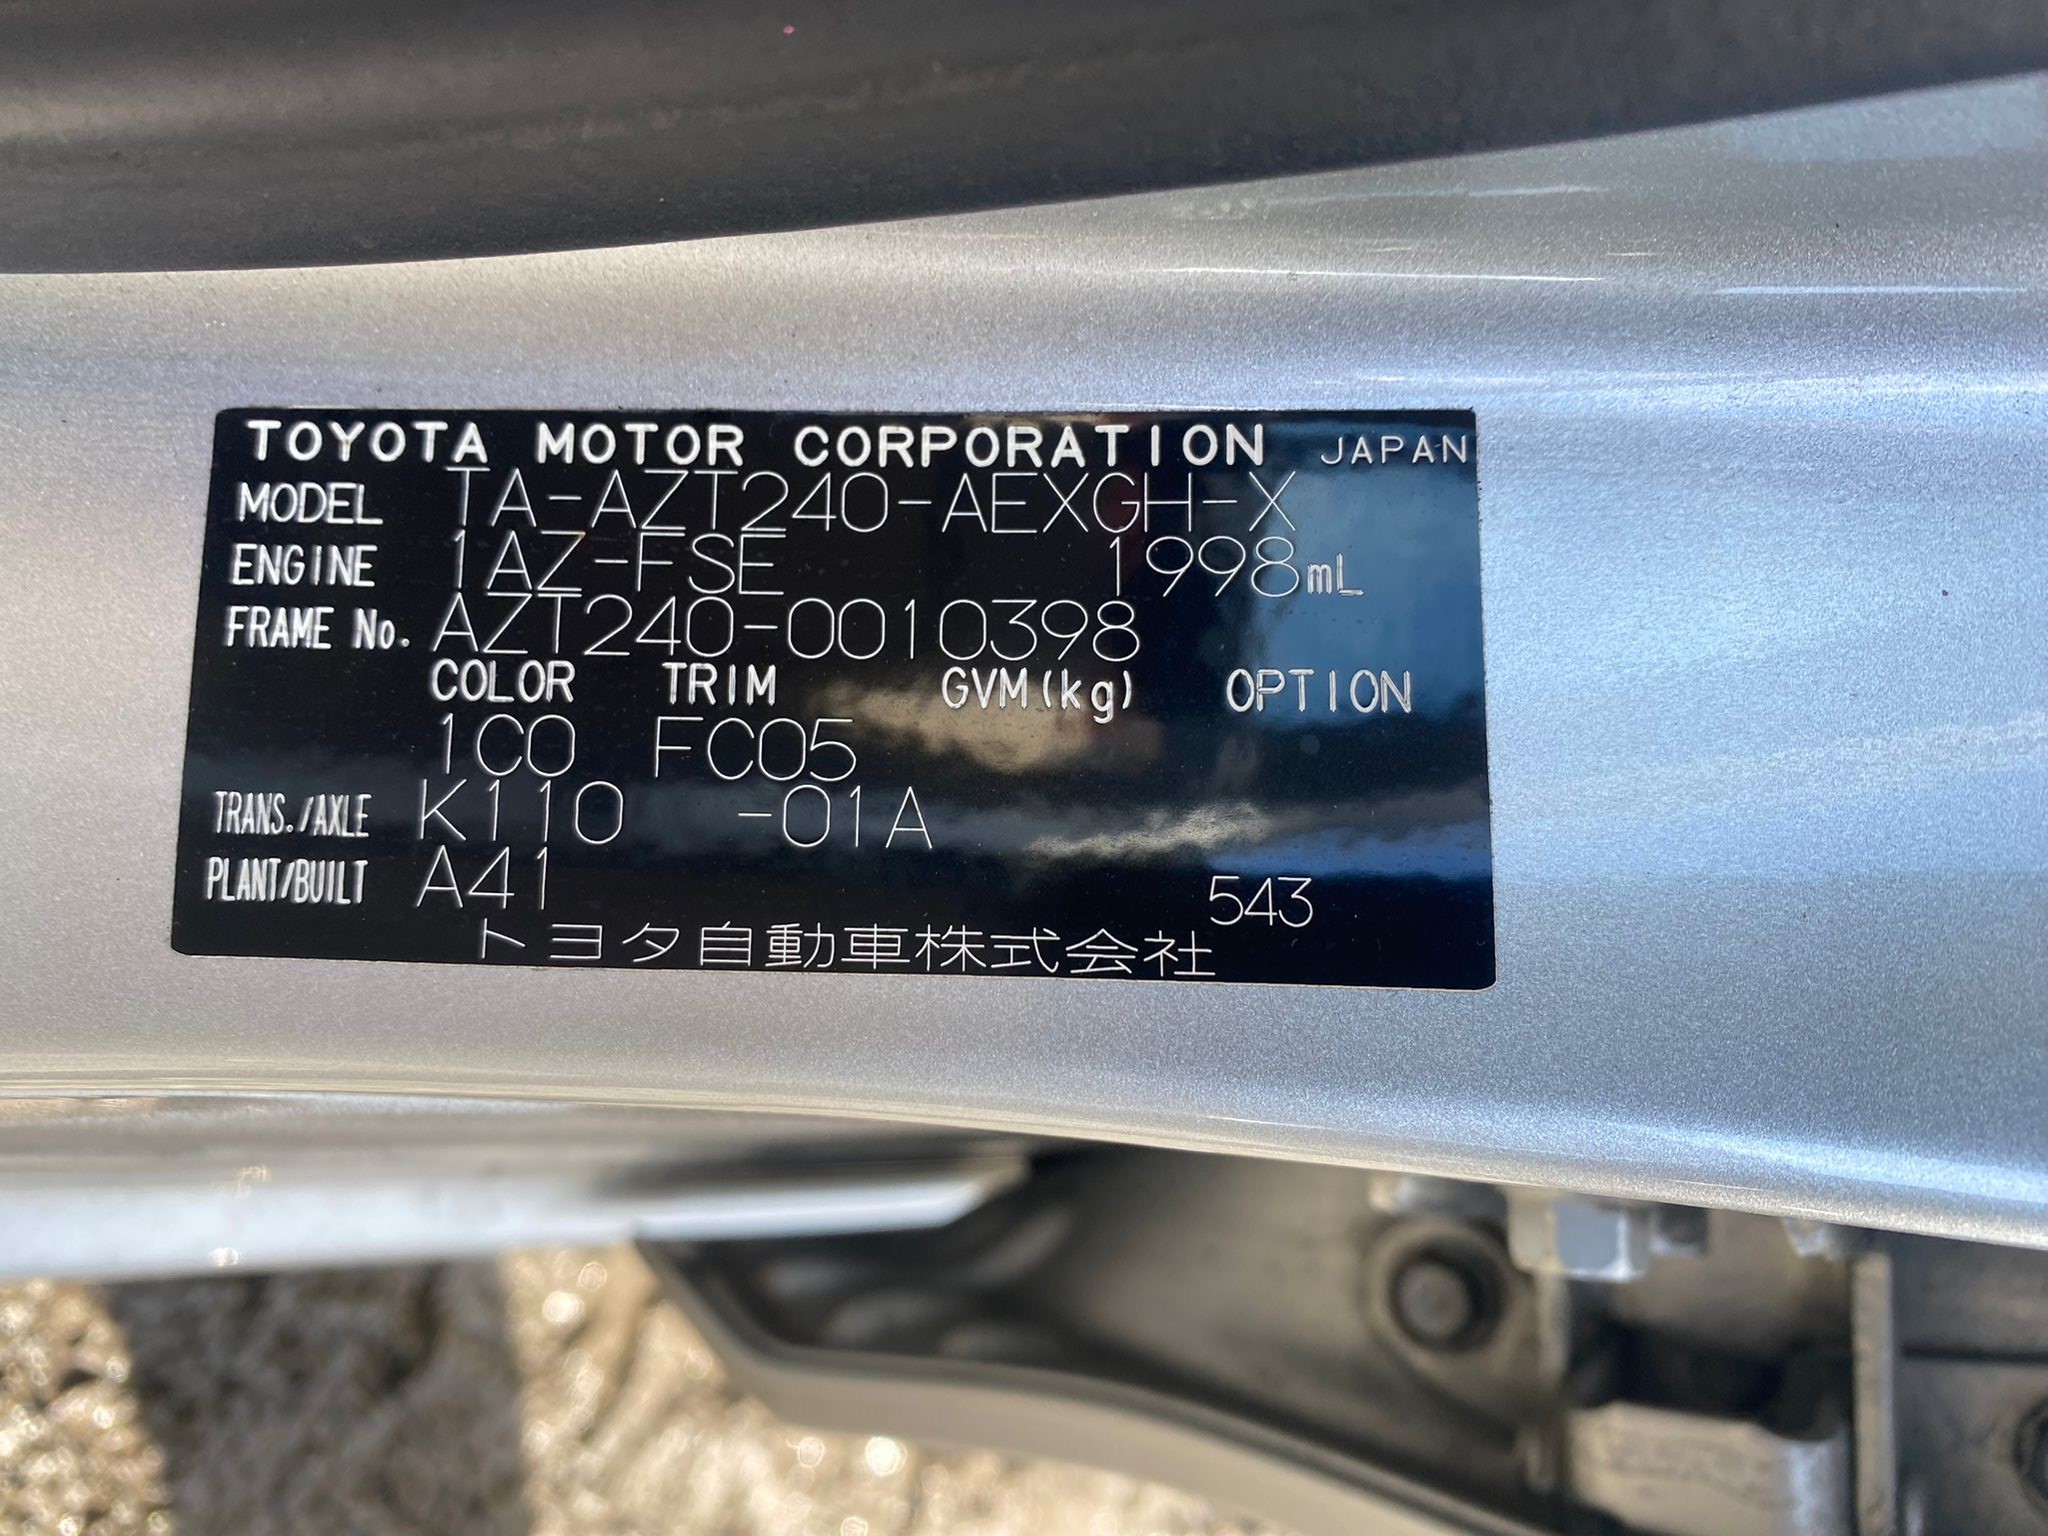 TOYOTA MOTOR CORPORATION JAPAN
MODEL TA-AZT240-AEXGH-X
ENGINE 1AZ-FSE 1998mL
FRAME No. AZT240-0010398
COLOR TRIM GVM(kg) OPTION
1C0 FC05
TRANS./AXLE K110 -01A
PLANT/BUILT A41
543
トヨタ自動車株式会社